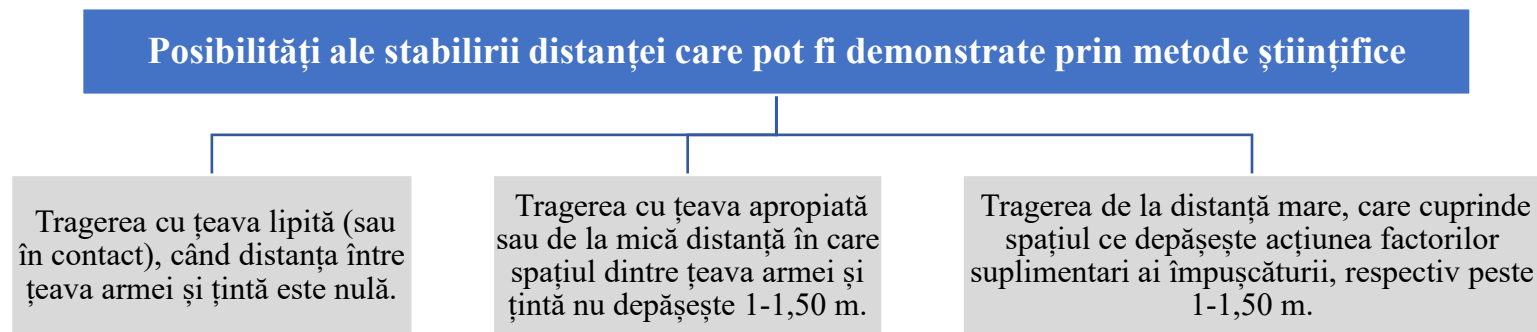 Posibilități ale stabilirii distanței care pot fi demonstrate prin metode științifice
Tragerea cu țeava lipită (sau
în contact), când distanța între
țeava armei și țintă este nulă.
Tragerea cu țeava apropiată
sau de la mică distanță în care
spațiul dintre țeava armei și
țintă nu depășește 1-1,50 m.
Tragerea de la distanță mare, care cuprinde
spațiul ce depășește acțiunea factorilor
suplimentari ai împușcăturii, respectiv peste
1-1,50 m.